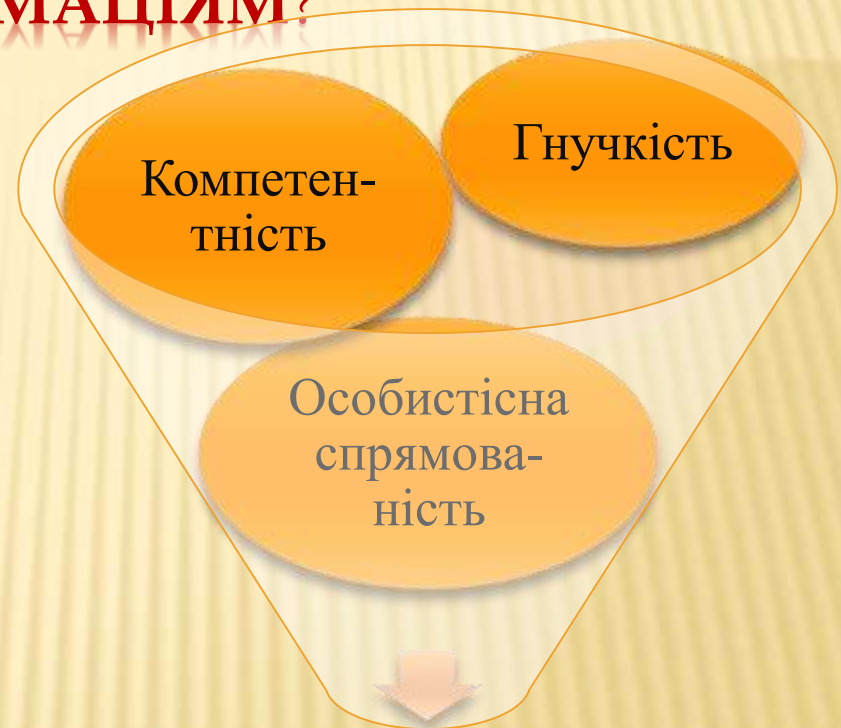 МАЦІЯМ?
Компетен-
тність
Гнучкість
Особистісна
спрямова-
ність